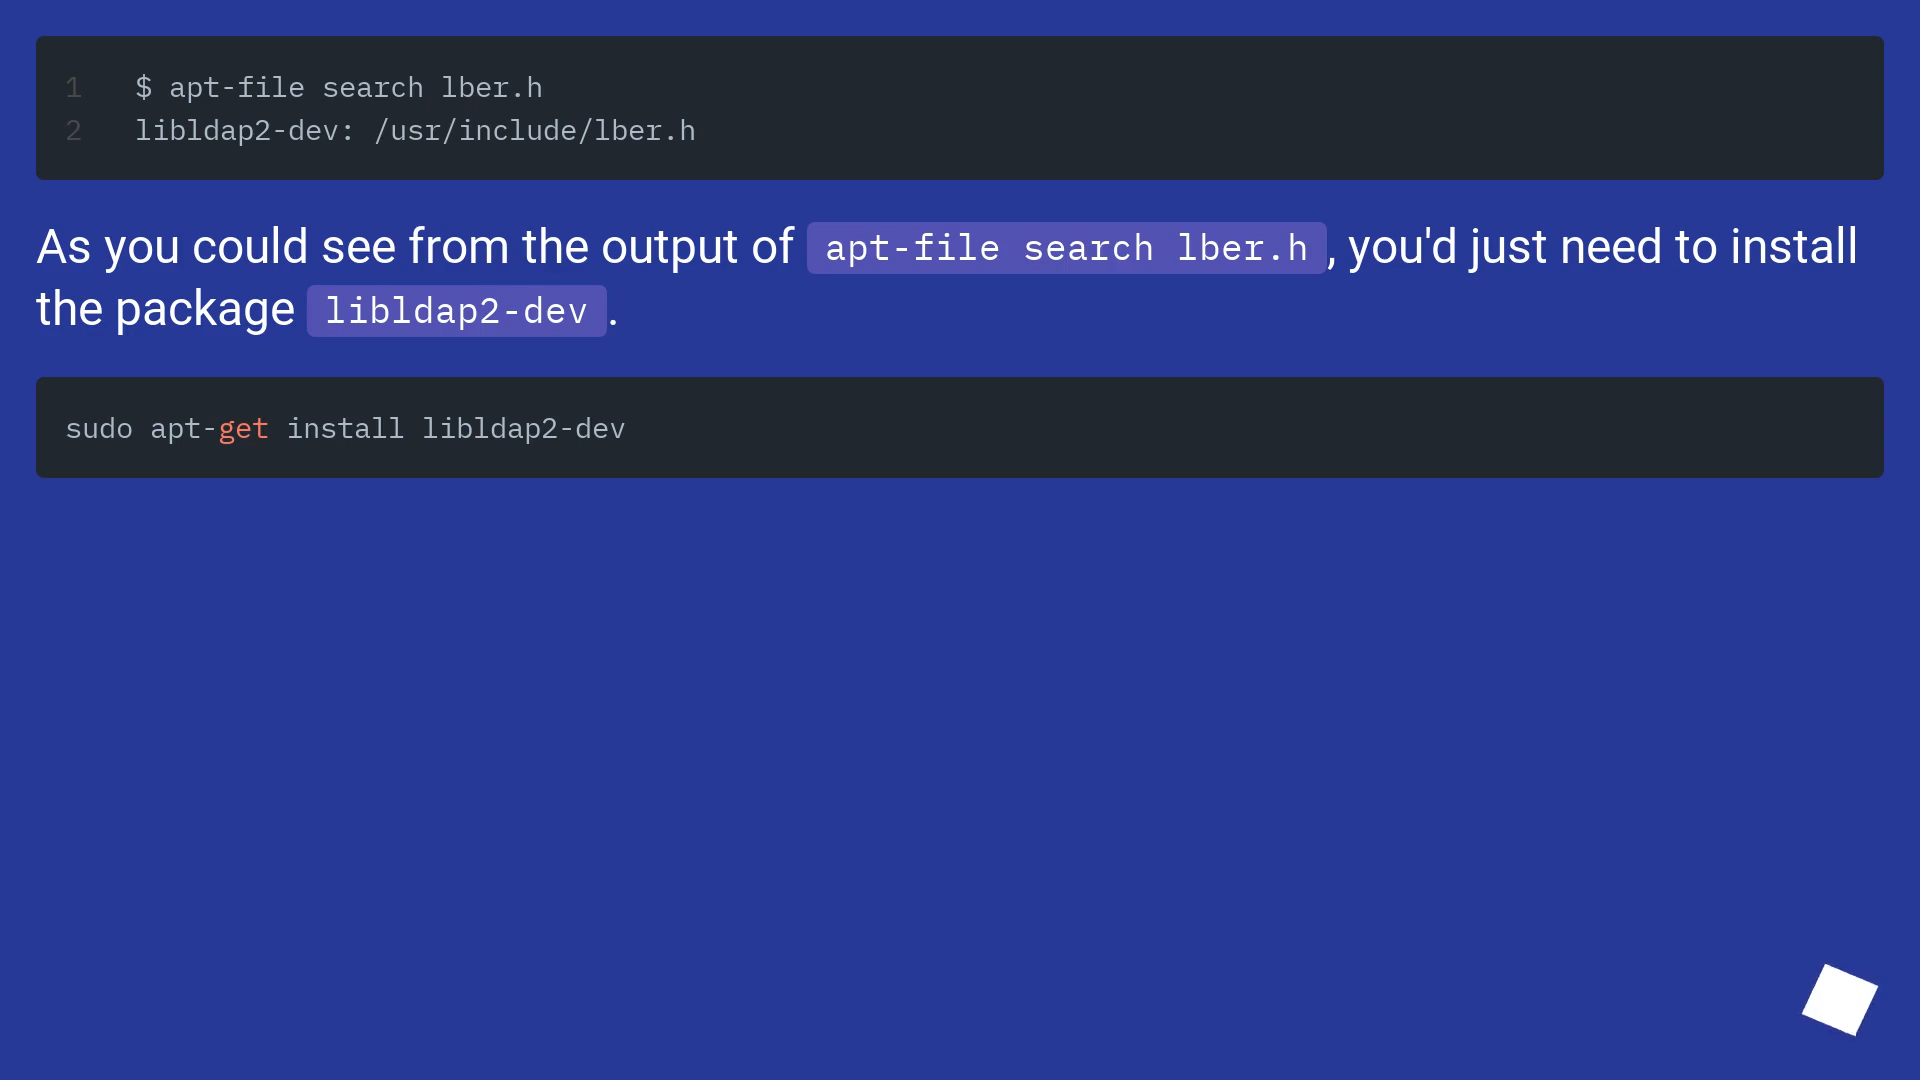 1 $ apt-file search lber.h
2 libldap2-dev: /usr/include/lber.h
As you could see from the output of apt-file search lber.h, you'd just need to install
the package libldap2-dev.
sudo apt-get install libldap2-dev